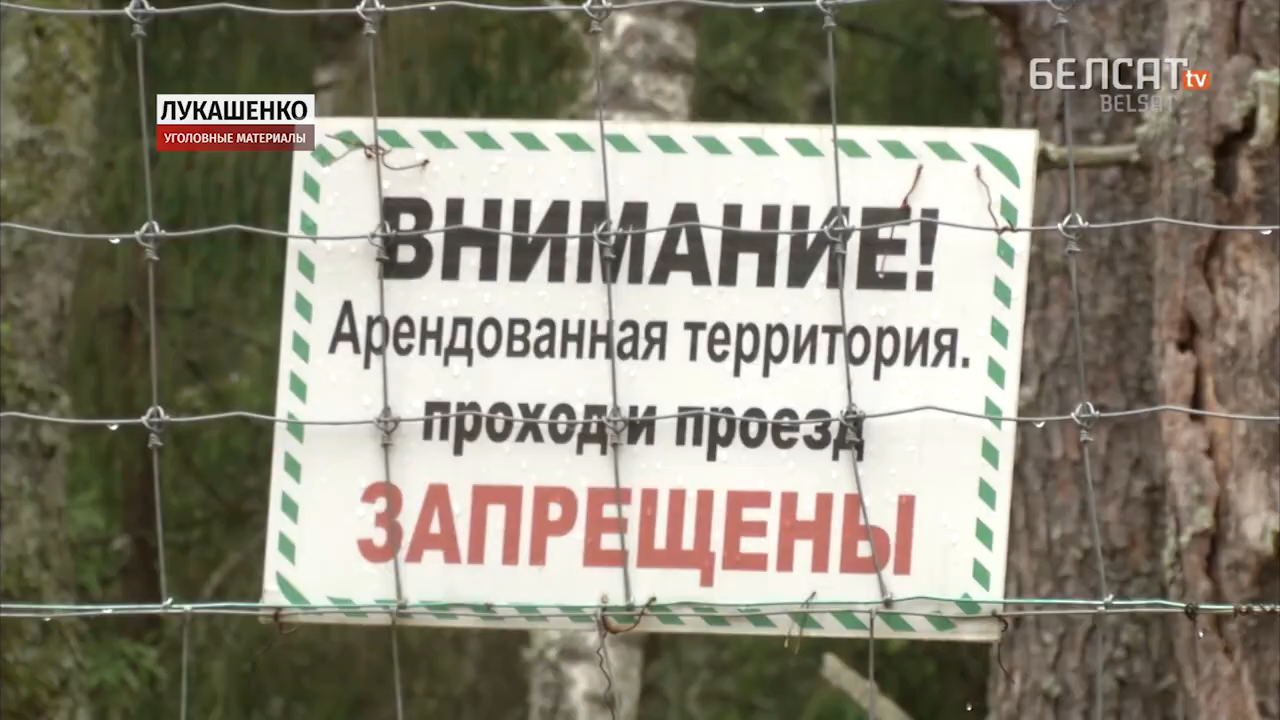 БЕЛСАТ tv
BELSAT
ЛУКАШЕНКО
УГОЛОВНЫЕ МАТЕРИАЛЫ
ВНИМАНИЕ!
Арендованная территория.
проход и проезд
ЗАПРЕЩЕНЫ